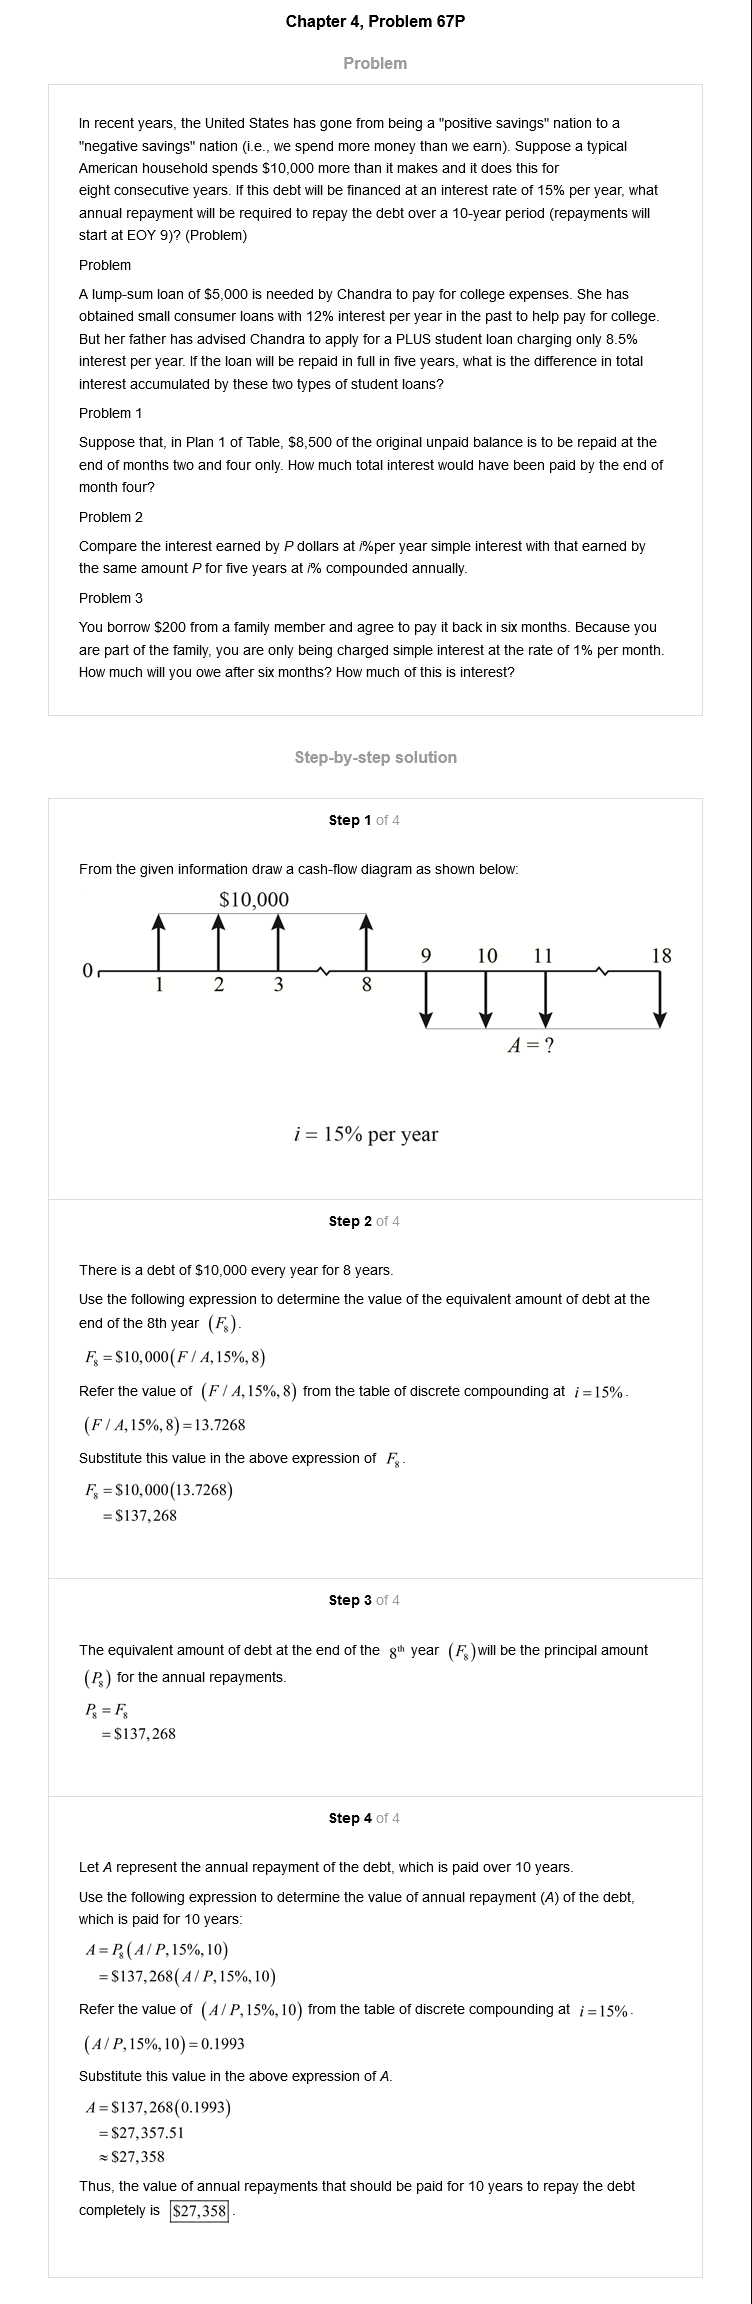 Chapter 4, Problem 67P
Problem
In recent years, the United States has gone from being a "positive savings" nation to a
"negative savings" nation (i.e., we spend more money than we earn). Suppose a typical
American household spends $10,000 more than it makes and it does this for
eight consecutive years. If this debt will be financed at an interest rate of 15% per year, what
annual repayment will be required to repay the debt over a 10-year period (repayments will
start at EOY 9)? (Problem)
Problem
A lump-sum loan of $5,000 is needed by Chandra to pay for college expenses. She has
obtained small consumer loans with 12% interest per year in the past to help pay for college.
But her father has advised Chandra to apply for a PLUS student loan charging only 8.5%
interest per year. If the loan will be repaid in full in five years, what is the difference in total
interest accumulated by these two types of student loans?
Problem 1
Suppose that, in Plan 1 of Table, $8,500 of the original unpaid balance is to be repaid at the
end of months two and four only. How much total interest would have been paid by the end of
month four?
Problem 2
Compare the interest earned by P dollars at i%per year simple interest with that earned by
the same amount P for five years at i% compounded annually.
Problem 3
You borrow $200 from a family member and agree to pay it back in six months. Because you
are part of the family, you are only being charged simple interest at the rate of 1% per month.
How much will you owe after six months? How much of this is interest?
Step-by-step solution
Step 1 of 4
From the given information draw a cash-flow diagram as shown below:
$10,000
9 10 11 18
0
1 2 3 8
A = ?
i = 15% per year
Step 2 of 4
There is a debt of $10,000 every year for 8 years.
Use the following expression to determine the value of the equivalent amount of debt at the
end of the 8th year (F₈).
F₈ = $10,000(F / A,15%,8)
Refer the value of (F / A,15%,8) from the table of discrete compounding at i = 15%.
(F / A,15%,8) = 13.7268
Substitute this value in the above expression of F₈.
F₈ = $10,000(13.7268)
= $137,268
Step 3 of 4
The equivalent amount of debt at the end of the 8ᵗʰ year (F₈)will be the principal amount
(P₈) for the annual repayments.
P₈ = F₈
= $137,268
Step 4 of 4
Let A represent the annual repayment of the debt, which is paid over 10 years.
Use the following expression to determine the value of annual repayment (A) of the debt,
which is paid for 10 years:
A = P₈(A / P,15%,10)
= $137,268(A / P,15%,10)
Refer the value of (A / P,15%,10) from the table of discrete compounding at i = 15%.
(A / P,15%,10) = 0.1993
Substitute this value in the above expression of A.
A = $137,268(0.1993)
= $27,357.51
≈ $27,358
Thus, the value of annual repayments that should be paid for 10 years to repay the debt
completely is $27,358.